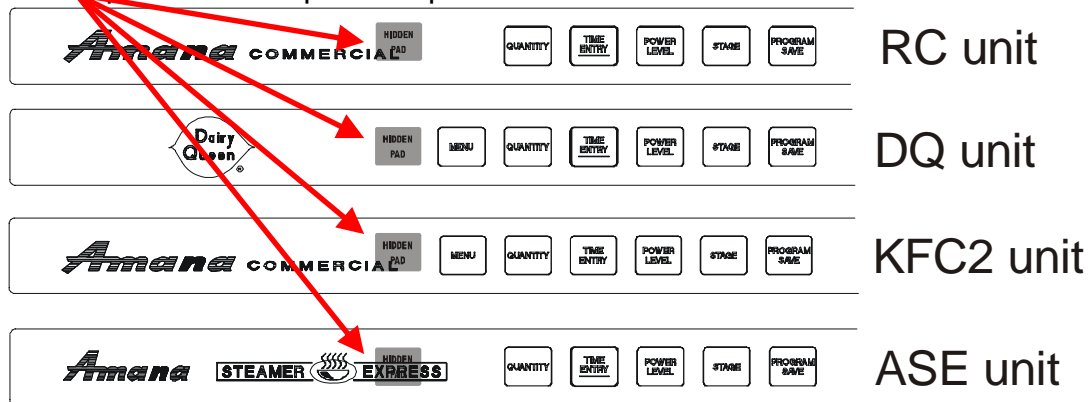 Amana COMMERCIAL HIDDEN PAD QUANTITY TIME ENTRY POWER LEVEL STAGE PROGRAM SAVE RC unit
Dairy Queen ® HIDDEN PAD MENU QUANTITY TIME ENTRY POWER LEVEL STAGE PROGRAM SAVE DQ unit
Amana COMMERCIAL HIDDEN PAD MENU QUANTITY TIME ENTRY POWER LEVEL STAGE PROGRAM SAVE KFC2 unit
Amana STEAMER EXPRESS HIDDEN PAD QUANTITY TIME ENTRY POWER LEVEL STAGE PROGRAM SAVE ASE unit